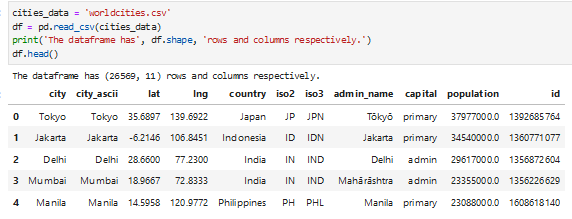 cities_data = 'worldcities.csv'
df = pd.read_csv(cities_data)
print('The dataframe has', df.shape, 'rows and columns respectively.')
df.head()
The dataframe has (26569, 11) rows and columns respectively.
city city_ascii lat lng country iso2 iso3 admin_name capital population id
0 Tokyo Tokyo 35.6897 139.6922 Japan JP JPN Tōkyō primary 37977000.0 1392685764
1 Jakarta Jakarta -6.2146 106.8451 Indonesia ID IDN Jakarta primary 34540000.0 1360771077
2 Delhi Delhi 28.6600 77.2300 India IN IND Delhi admin 29617000.0 1356872604
3 Mumbai Mumbai 18.9667 72.8333 India IN IND Mahārāshtra admin 23355000.0 1356226629
4 Manila Manila 14.5958 120.9772 Philippines PH PHL Manila primary 23088000.0 1608618140